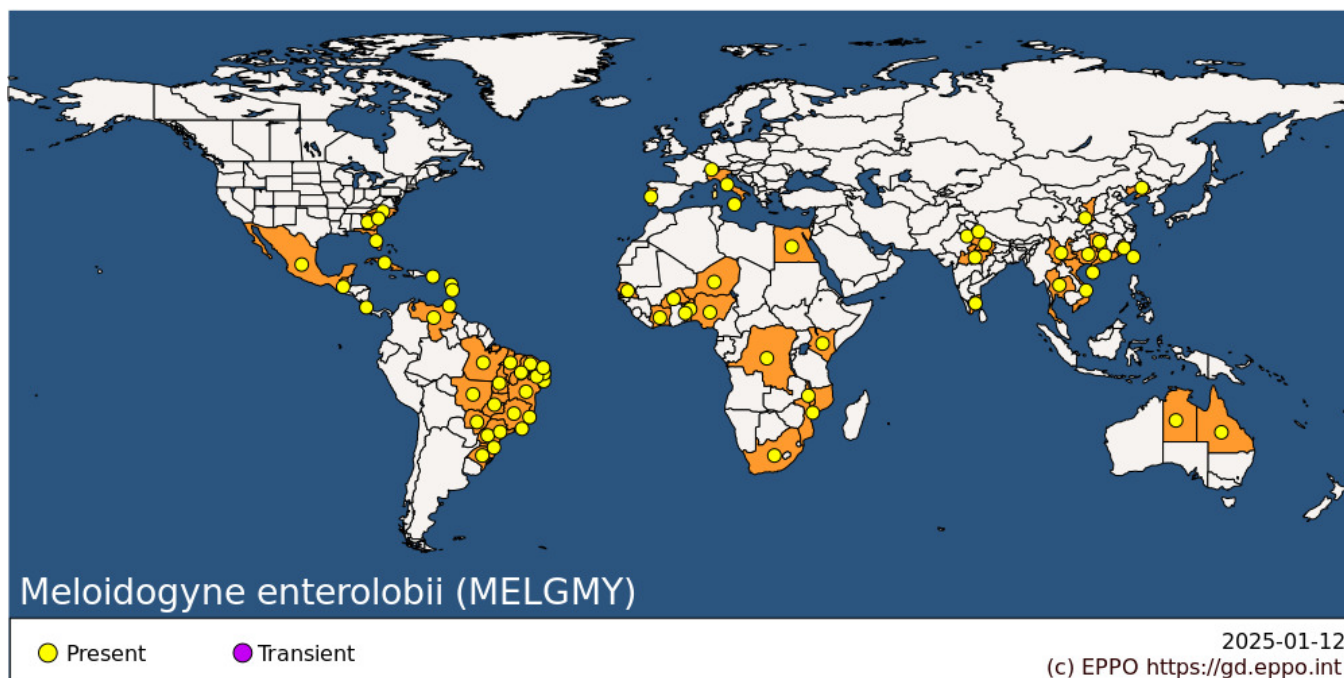 Meloidogyne enterolobii (MELGMY)
Present
Transient
2025-01-12
(c) EPPO https://gd.eppo.int